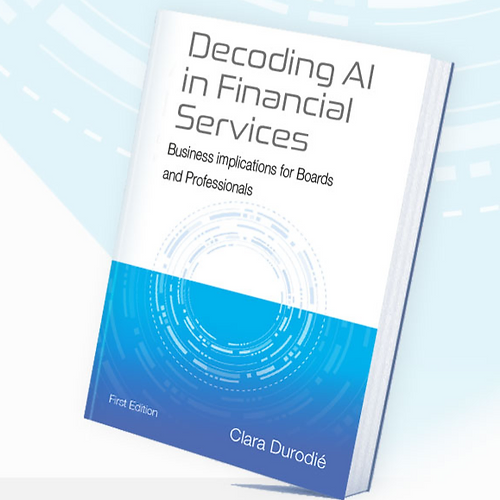 Decoding AI
in Financial
Services
Business implications for Boards
and Professionals
First Edition
Clara Durodié